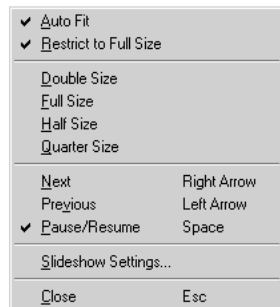 ✔ Auto Fit
✔ Restrict to Full Size
Double Size
Full Size
Half Size
Quarter Size
Next Right Arrow
Previous Left Arrow
✔ Pause/Resume Space
Slideshow Settings...
Close Esc